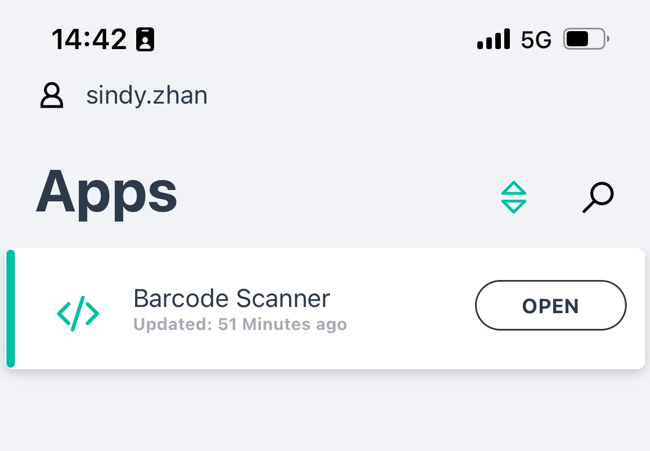 14:42 5G
sindy.zhan
Apps
Barcode Scanner
Updated: 51 Minutes ago
OPEN